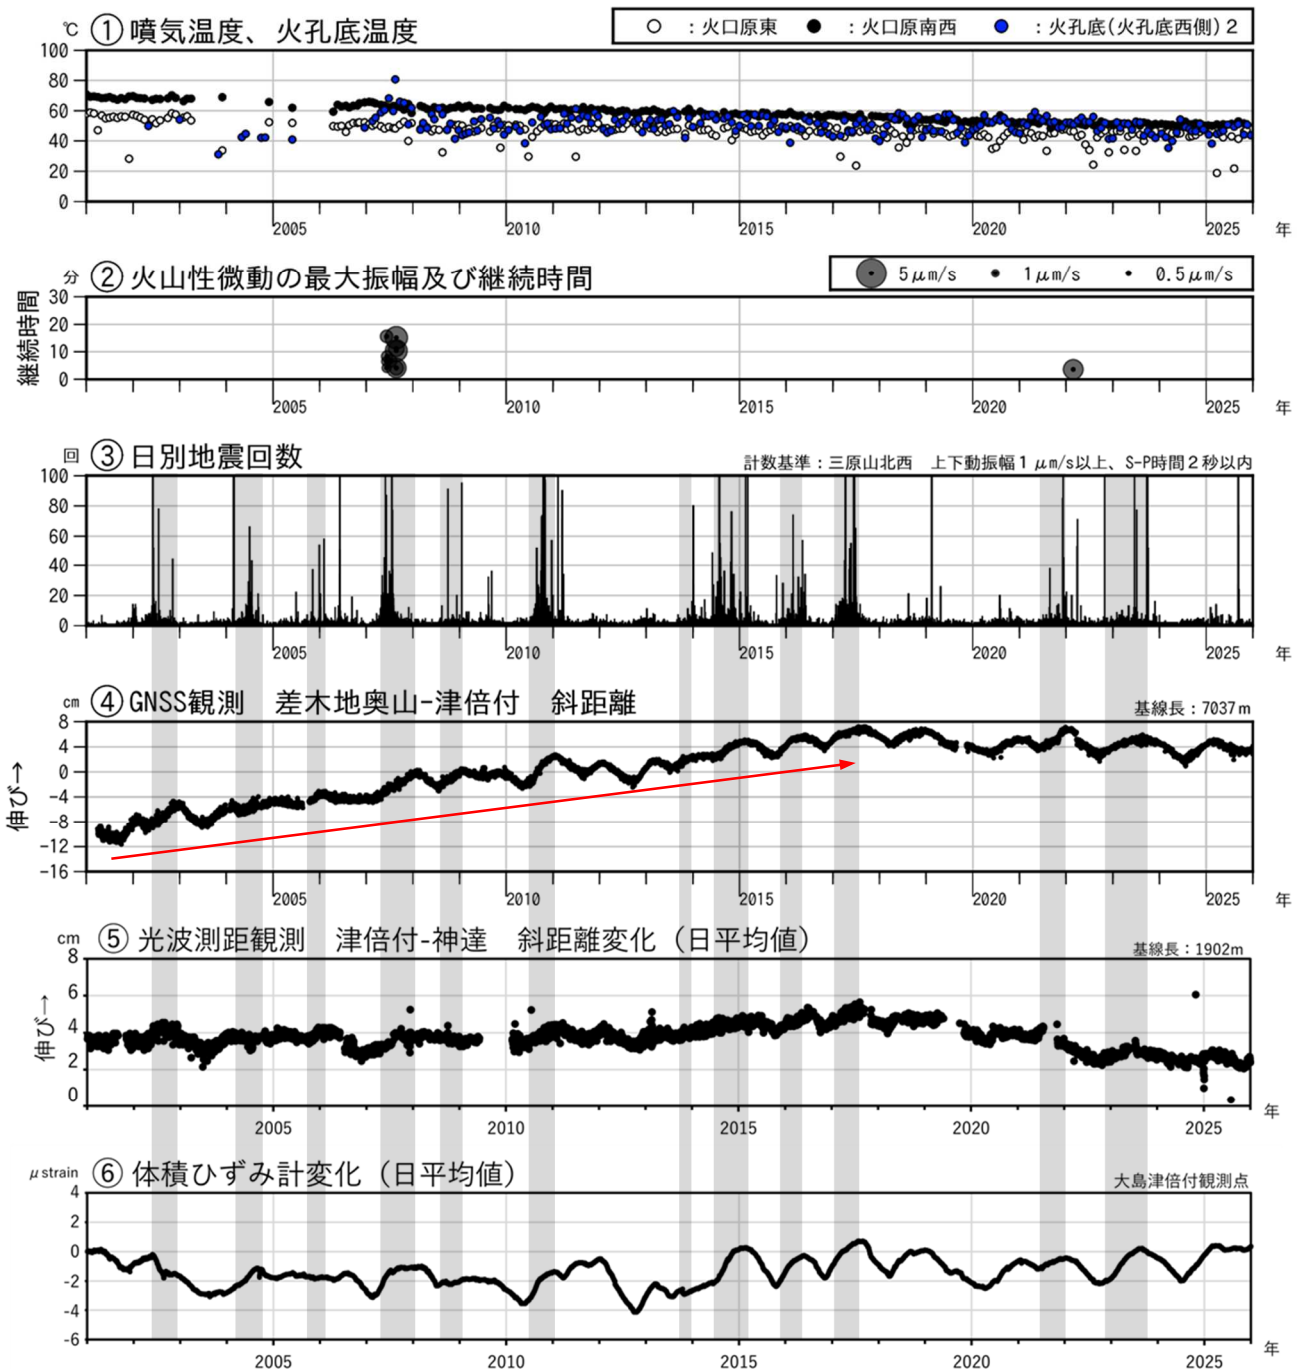 ℃ ①噴気温度、火孔底温度
○ ：火口原東 ● ：火口原南西 ● ：火孔底(火孔底西側)2
100
80
60
40
20
0
2005 2010 2015 2020 2025 年
分 ②火山性微動の最大振幅及び継続時間
5μm/s 1μm/s 0.5μm/s
継続時間
30
20
10
0
2005 2010 2015 2020 2025 年
回 ③日別地震回数
計数基準：三原山北西 上下動振幅1μm/s以上、S-P時間2秒以内
100
80
60
40
20
0
2005 2010 2015 2020 2025 年
cm ④GNSS観測 差木地奥山-津倍付 斜距離
基線長：7037m
伸び→
8
4
0
-4
-8
-12
-16
2005 2010 2015 2020 2025 年
cm ⑤光波測距観測 津倍付-神達 斜距離変化（日平均値）
基線長：1902m
伸び→
8
6
4
2
0
2005 2010 2015 2020 2025 年
μstrain ⑥体積ひずみ計変化（日平均値）
大島津倍付観測点
4
2
0
-2
-4
-6
2005 2010 2015 2020 2025 年